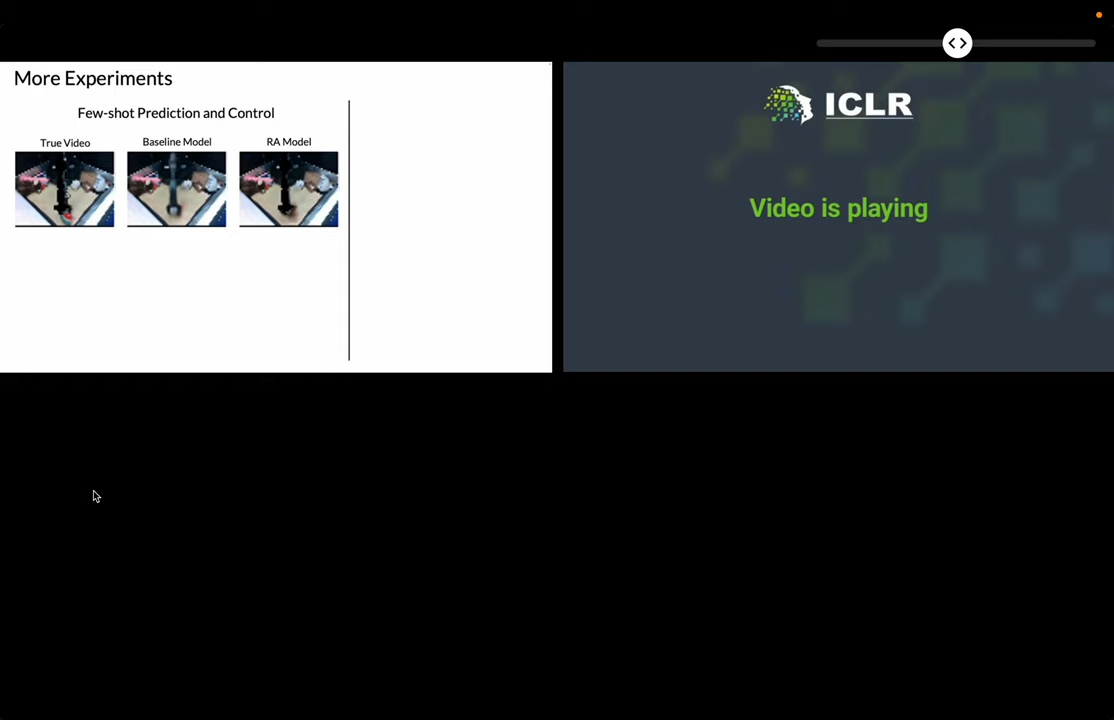 More Experiments
Few-shot Prediction and Control
True Video
Baseline Model
RA Model
ICLR
Video is playing